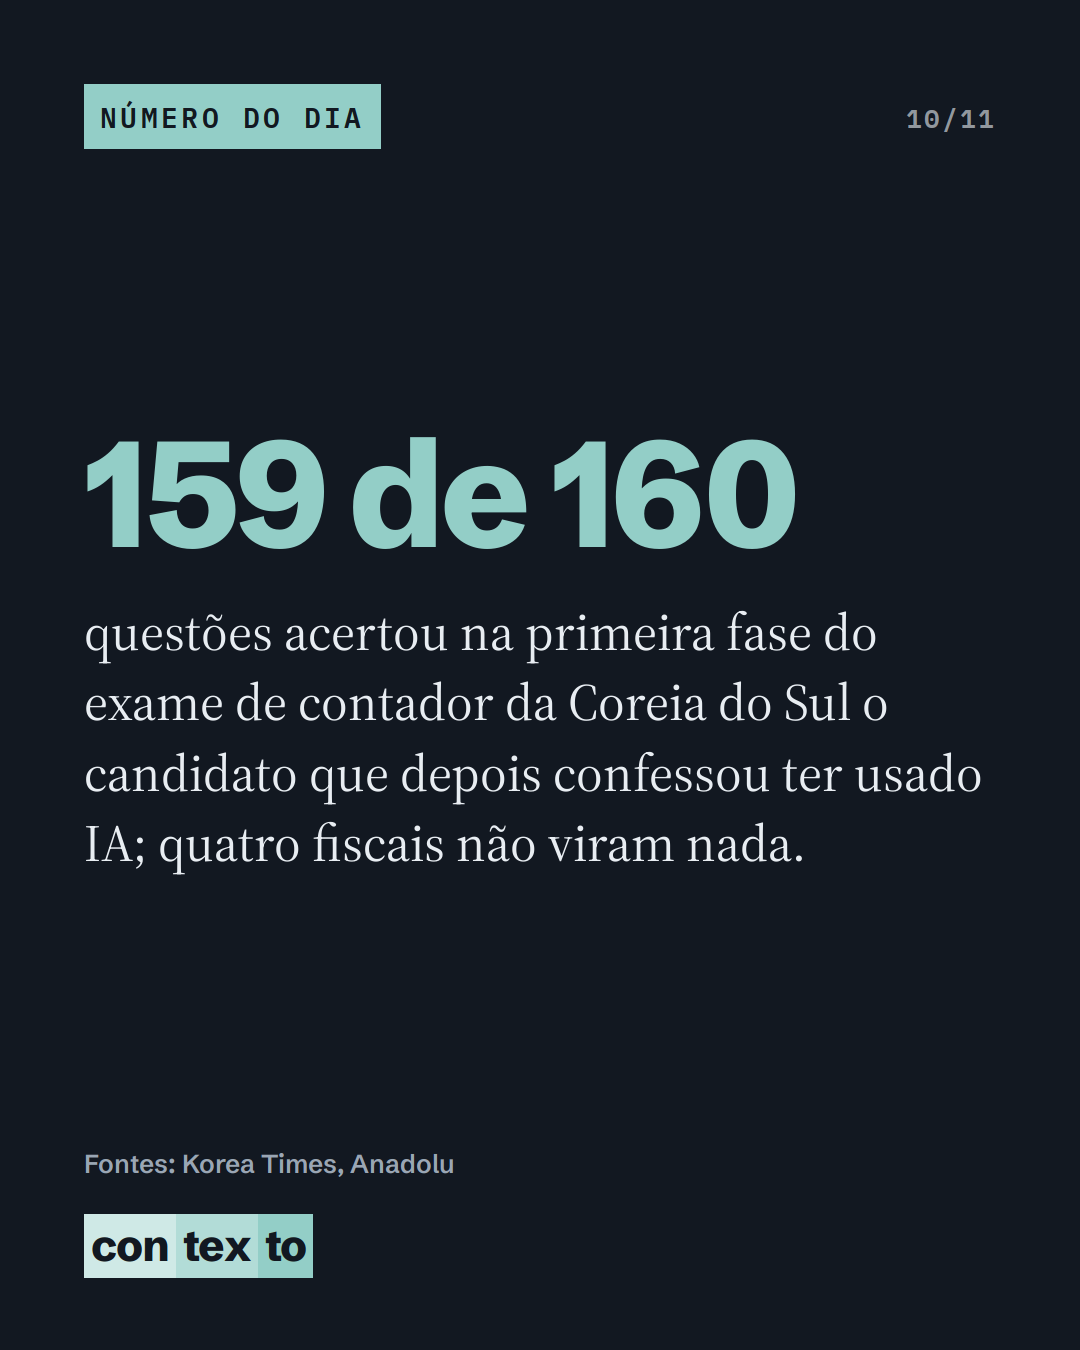 NÚMERO DO DIA
10/11
159 de 160
questões acertou na primeira fase do
exame de contador da Coreia do Sul o
candidato que depois confessou ter usado
IA; quatro fiscais não viram nada.
Fontes: Korea Times, Anadolu
con tex to